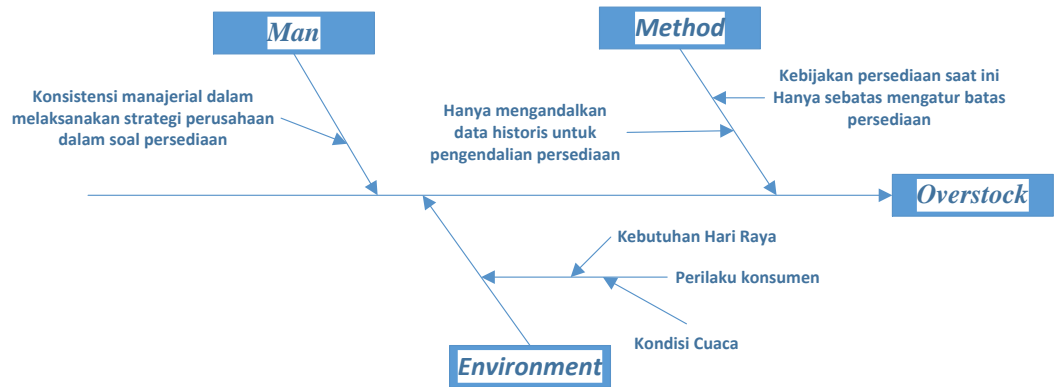 Man
Method
Konsistensi manajerial dalam
melaksanakan strategi perusahaan
dalam soal persediaan
Hanya mengandalkan
data historis untuk
pengendalian persediaan
Kebijakan persediaan saat ini
Hanya sebatas mengatur batas
persediaan
Overstock
Kebutuhan Hari Raya
Perilaku konsumen
Kondisi Cuaca
Environment